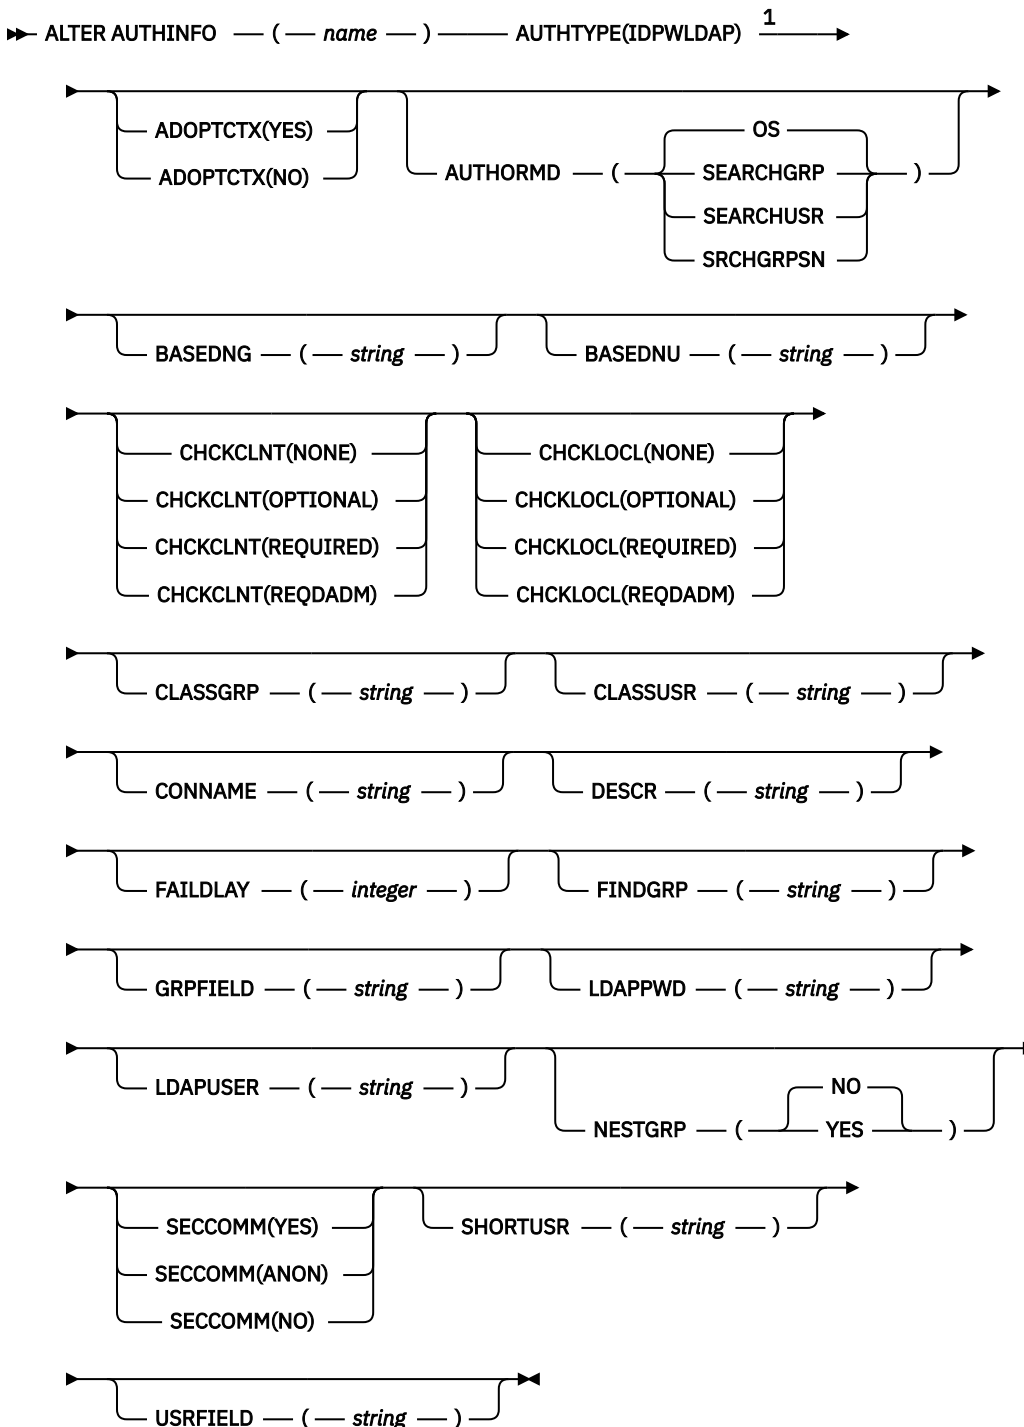 ALTER AUTHINFO ( name ) AUTHTYPE(IDPWLDAP) 1
ADOPTCTX(YES)
ADOPTCTX(NO)
AUTHORMD ( OS
SEARCHGRP )
SEARCHUSR
SRCHGRPSN
BASEDNG ( string ) BASEDNU ( string )
CHCKCLNT(NONE) CHCKLOCL(NONE)
CHCKCLNT(OPTIONAL) CHCKLOCL(OPTIONAL)
CHCKCLNT(REQUIRED) CHCKLOCL(REQUIRED)
CHCKCLNT(REQDADM) CHCKLOCL(REQDADM)
CLASSGRP ( string ) CLASSUSR ( string )
CONNAME ( string ) DESCR ( string )
FAILDLAY ( integer ) FINDGRP ( string )
GRPFIELD ( string ) LDAPPWD ( string )
LDAPUSER ( string ) NESTGRP ( NO
YES )
SECCOMM(YES) SHORTUSR ( string )
SECCOMM(ANON)
SECCOMM(NO)
USRFIELD ( string )